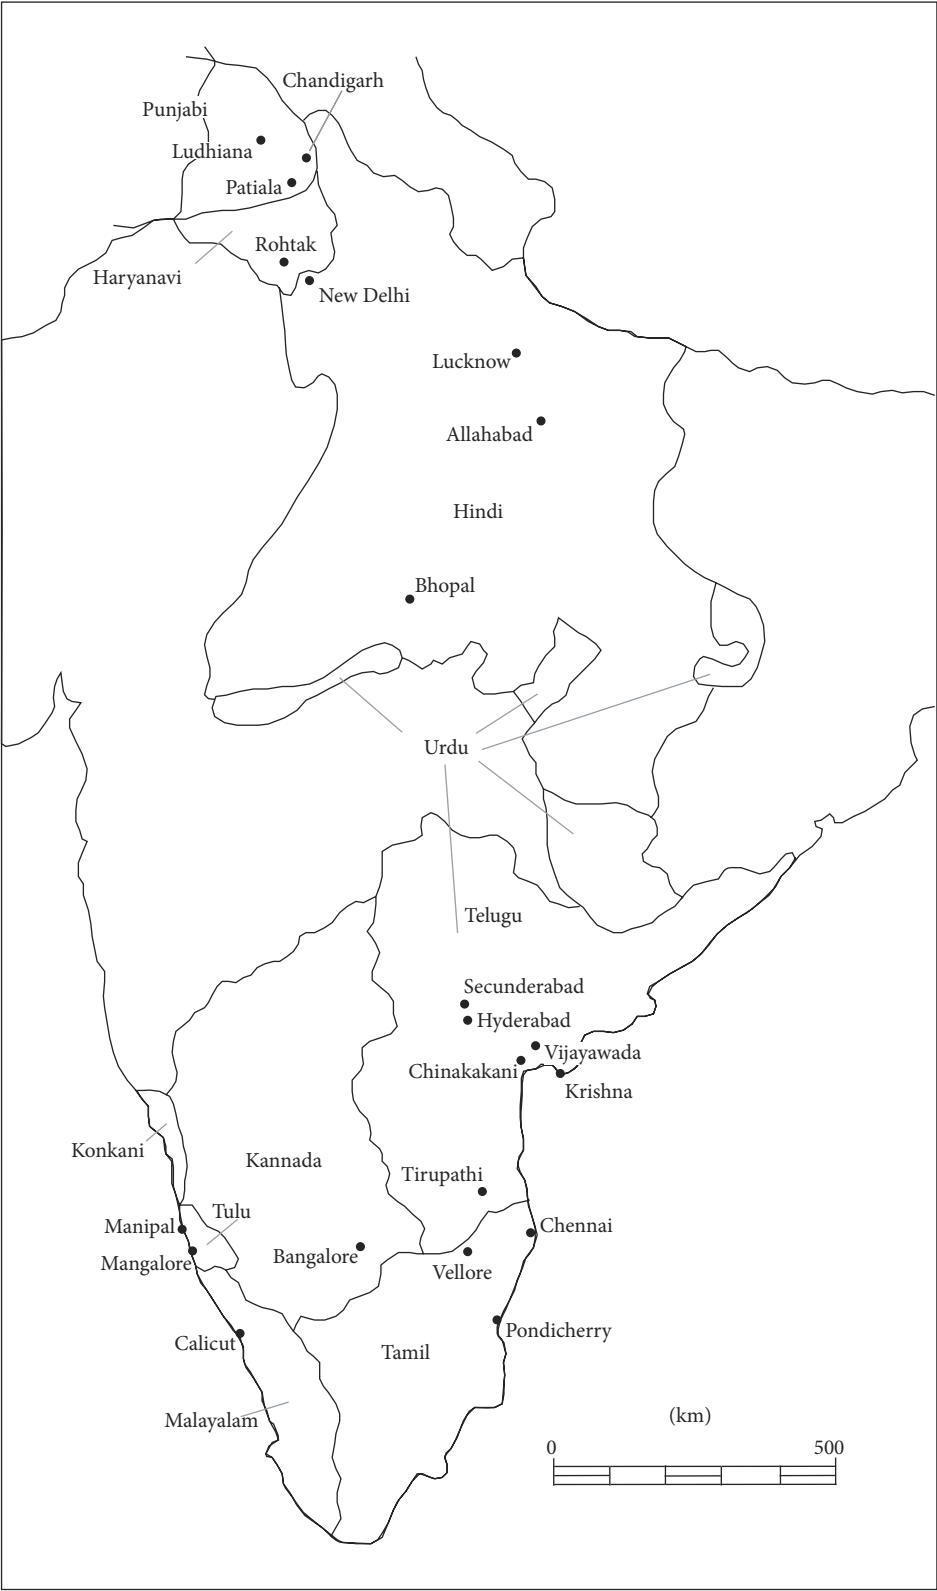 Chandigarh
Punjabi
Ludhiana
Patiala
Rohtak
Haryanavi
New Delhi
Lucknow
Allahabad
Hindi
Bhopal
Urdu
Telugu
Secunderabad
Hyderabad
Vijayawada
Chinakakani
Krishna
Konkani
Kannada
Tirupathi
Tulu
Manipal
Chennai
Mangalore
Bangalore
Vellore
Pondicherry
Calicut
Tamil
Malayalam
(km)
0 500